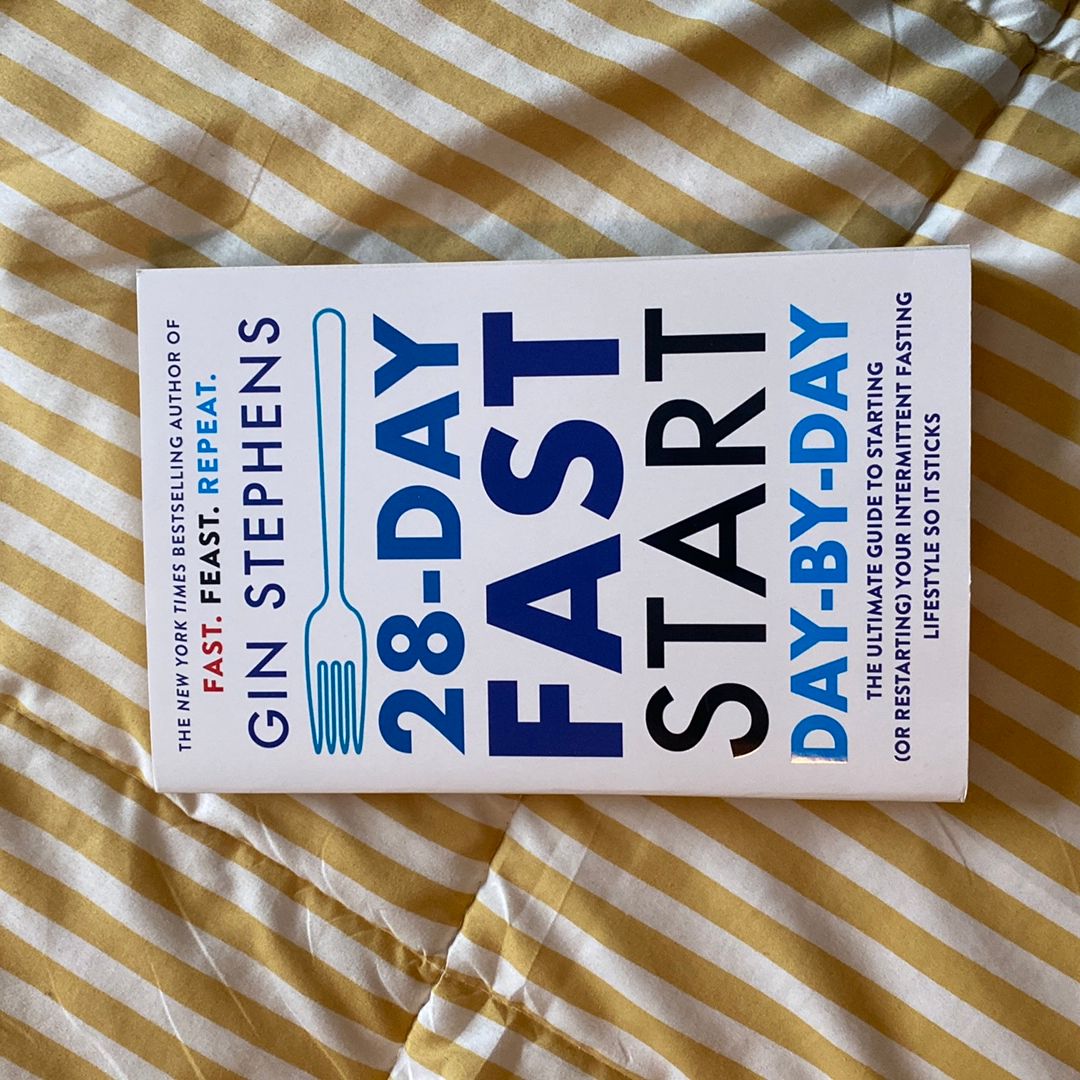 THE NEW YORK TIMES BESTSELLING AUTHOR OF
FAST. FEAST. REPEAT.
GIN STEPHENS
28-DAY
FAST
START
DAY-BY-DAY
THE ULTIMATE GUIDE TO STARTING
(OR RESTARTING) YOUR INTERMITTENT FASTING
LIFESTYLE SO IT STICKS